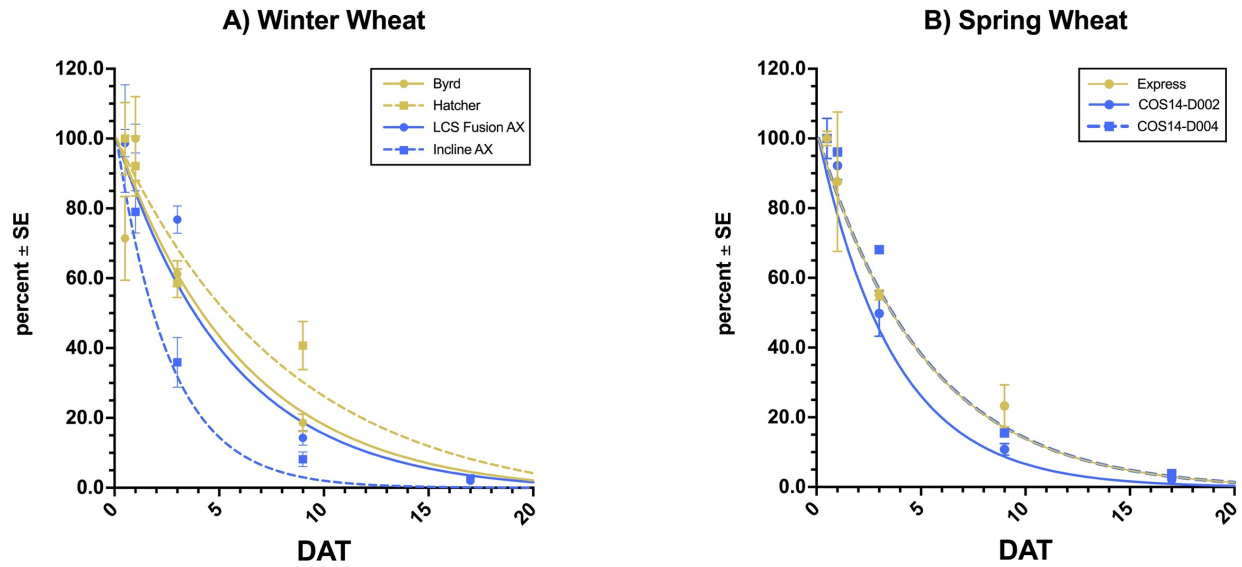 A) Winter Wheat
percent ± SE
120.0
100.0
80.0
60.0
40.0
20.0
0.0
0
5
10
15
20
DAT
Byrd
Hatcher
LCS Fusion AX
Incline AX
B) Spring Wheat
percent ± SE
120.0
100.0
80.0
60.0
40.0
20.0
0.0
0
5
10
15
20
DAT
Express
COS14-D002
COS14-D004